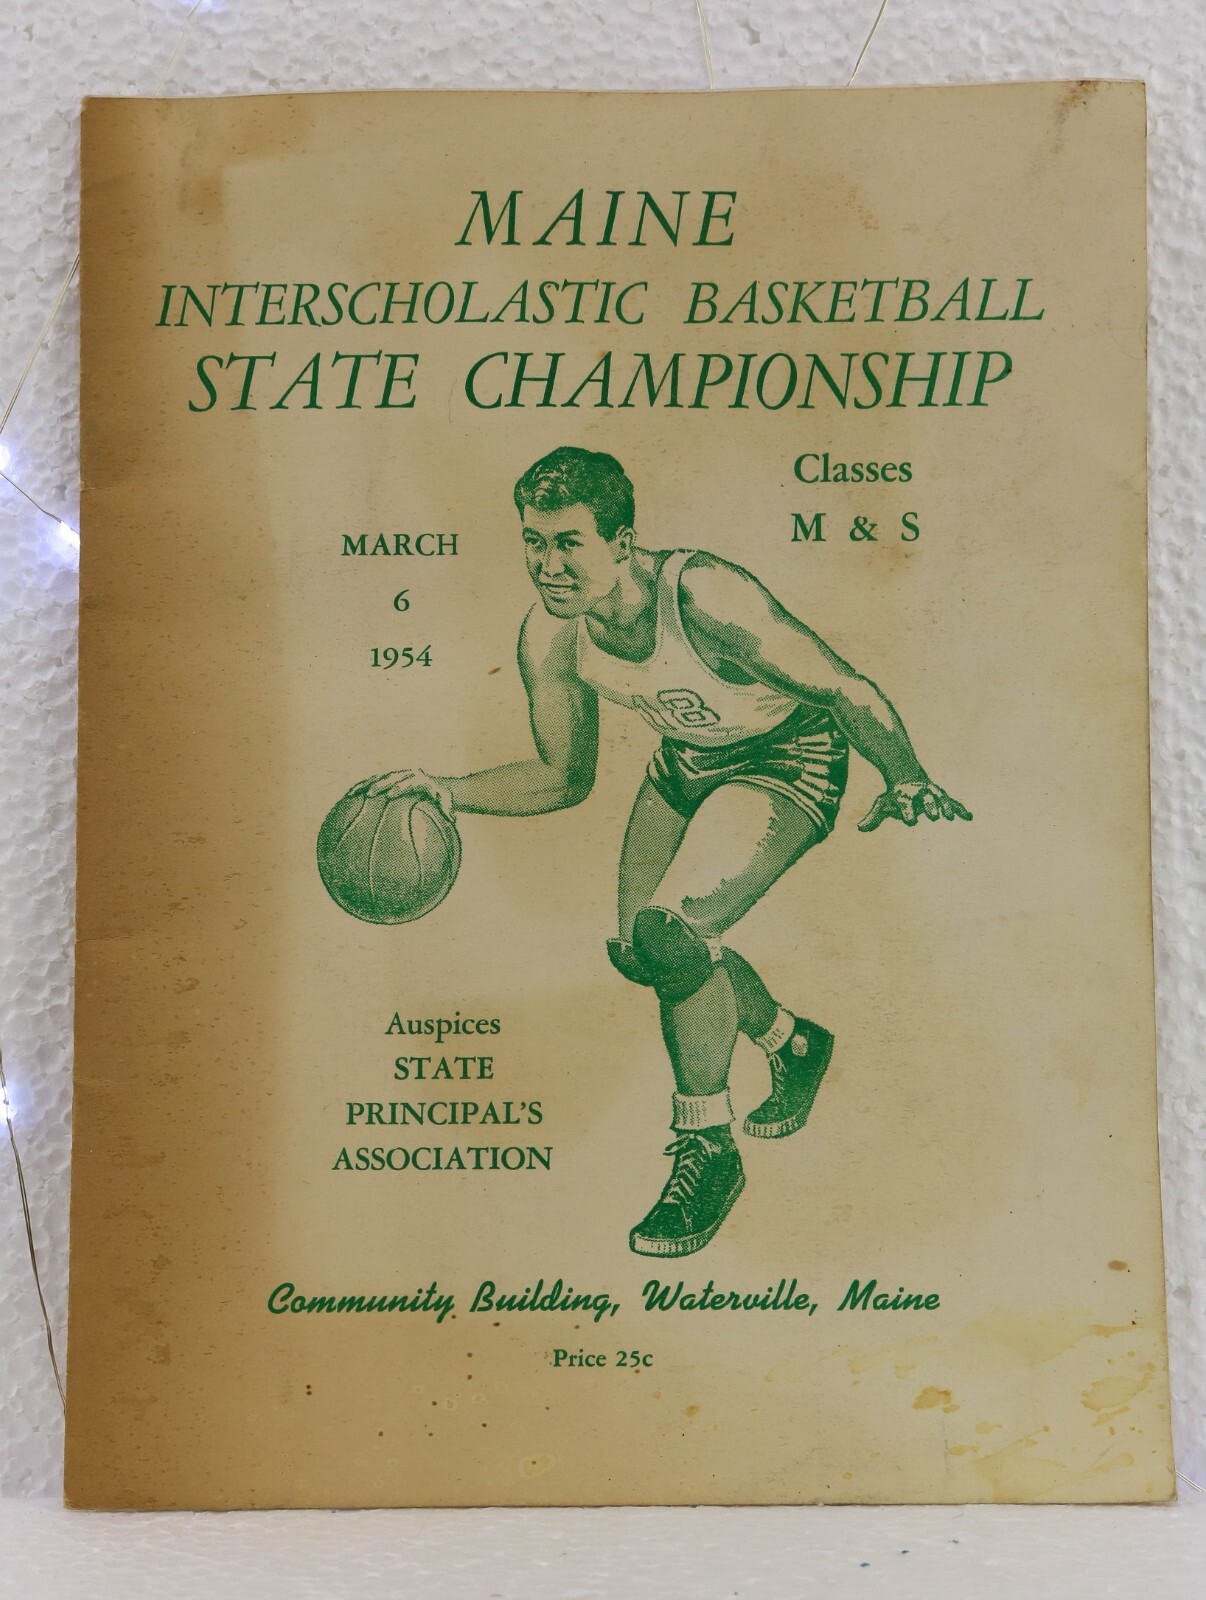 MAINE
INTERSCHOLASTIC BASKETBALL
STATE CHAMPIONSHIP
Classes
M & S
MARCH
6
1954
8
Auspices
STATE
PRINCIPAL'S
ASSOCIATION
Community Building, Waterville, Maine
Price 25c